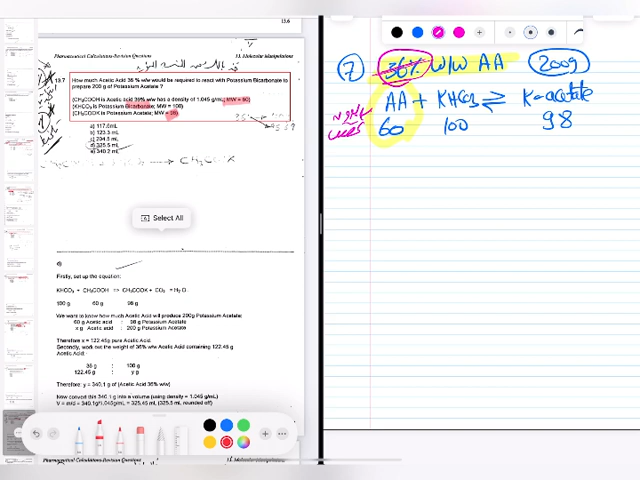 13.6
Pharmaceutical Calculations-Revision Questions
13. Molecular Manipulations
13.7
How much Acetic Acid 36 % w/w would be required to react with Potassium Bicarbonate to
prepare 200 g of Potassium Acetate ?
(CH3COOH is Acetic acid 36% w/w has a density of 1.045 g/mL; MW = 60)
(KHCO3 is Potassium Bicarbonate; MW = 100)
(CH3COOK is Potassium Acetate; MW = 98)
a) 117.0mL
b) 120.3 mL
c) 204.5 mL
d) 325.5 mL
e) 340.2 mL
Select All
d)
Firstly, set up the equation:
KHCO3 + CH3COOH => CH3COOK + CO2 + H2O
100 g 60 g 98 g
We want to know how much Acetic Acid will produce 200g Potassium Acetate:
60 g Acetic acid : 98 g Potassium Acetate
x g Acetic acid : 200 g Potassium Acetate
Therefore x = 122.45g pure Acetic Acid.
Secondly, work out the weight of 36% w/w Acetic Acid containing 122.45 g
Acetic Acid:
36 g : 100 g
122.45 g : y g
Therefore: y = 340.1 g of (Acetic Acid 36% w/w)
Now convert this 340.1 g into a volume (using density = 1.045 g/mL)
V = m/d = 340.1g/1.045g/mL = 325.45 mL (325.5 mL rounded off)
Pharmaceutical Calculations-Revision Questions
13. Molecular Manipulations
7 36% w/w AA 200g
AA + KHCO3 ⇌ K-acetate
60 100 98